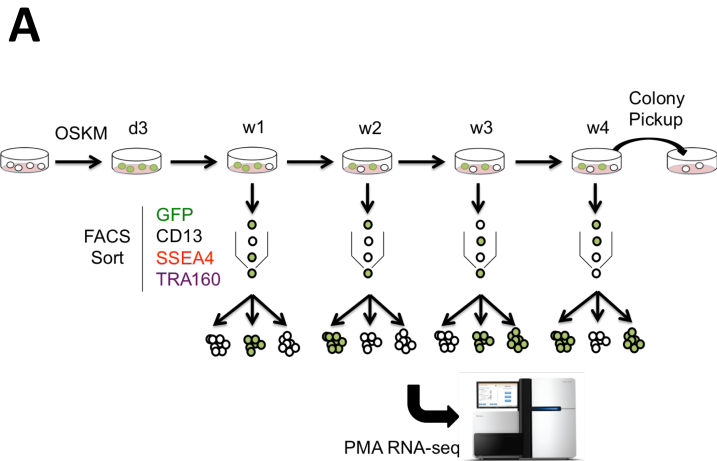 A
Colony
Pickup
OSKM
d3
w1
w2
w3
w4
FACS
Sort
GFP
CD13
SSEA4
TRA160
PMA RNA-seq